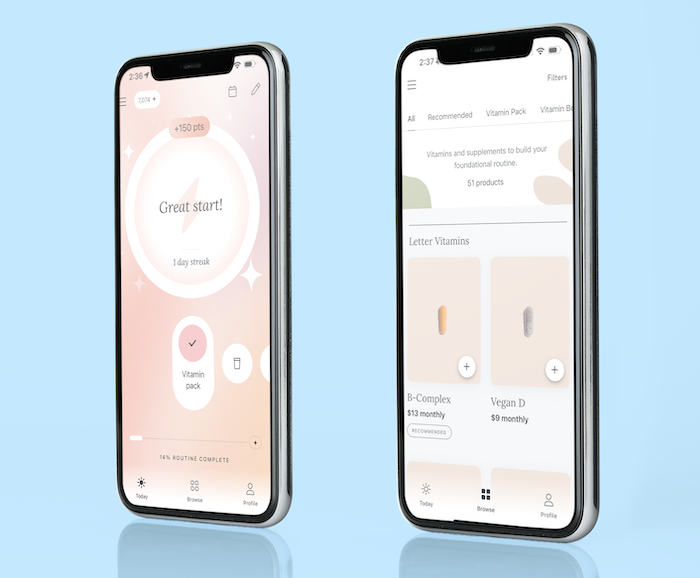 2:36
7,074 +
+150 pts
Great start!
1 day streak
Vitamin
pack
14% ROUTINE COMPLETE
Today
Browse
Profile
2:37
Filters
All
Recommended
Vitamin Pack
Vitamin Bo
Vitamins and supplements to build your
foundational routine.
51 products
Letter Vitamins
+
+
B-Complex
Vegan D
$13 monthly
$9 monthly
RECOMMENDED
Today
Browse
Profile